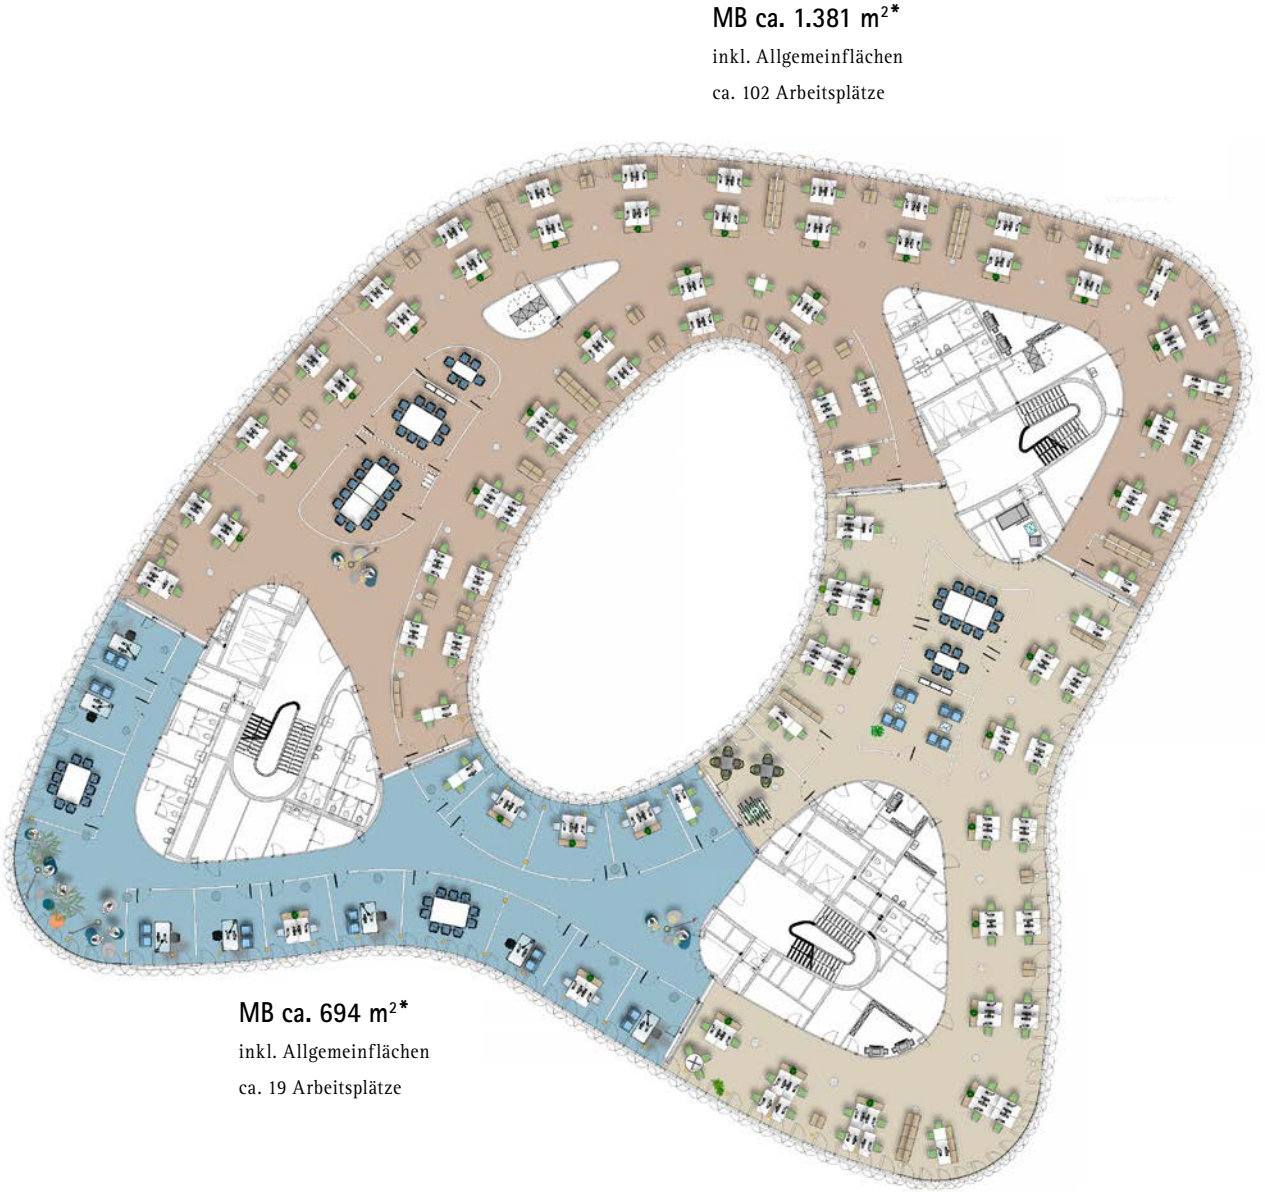 MB ca. 1.381 m²*
inkl. Allgemeinflächen
ca. 102 Arbeitsplätze
MB ca. 694 m²*
inkl. Allgemeinflächen
ca. 19 Arbeitsplätze